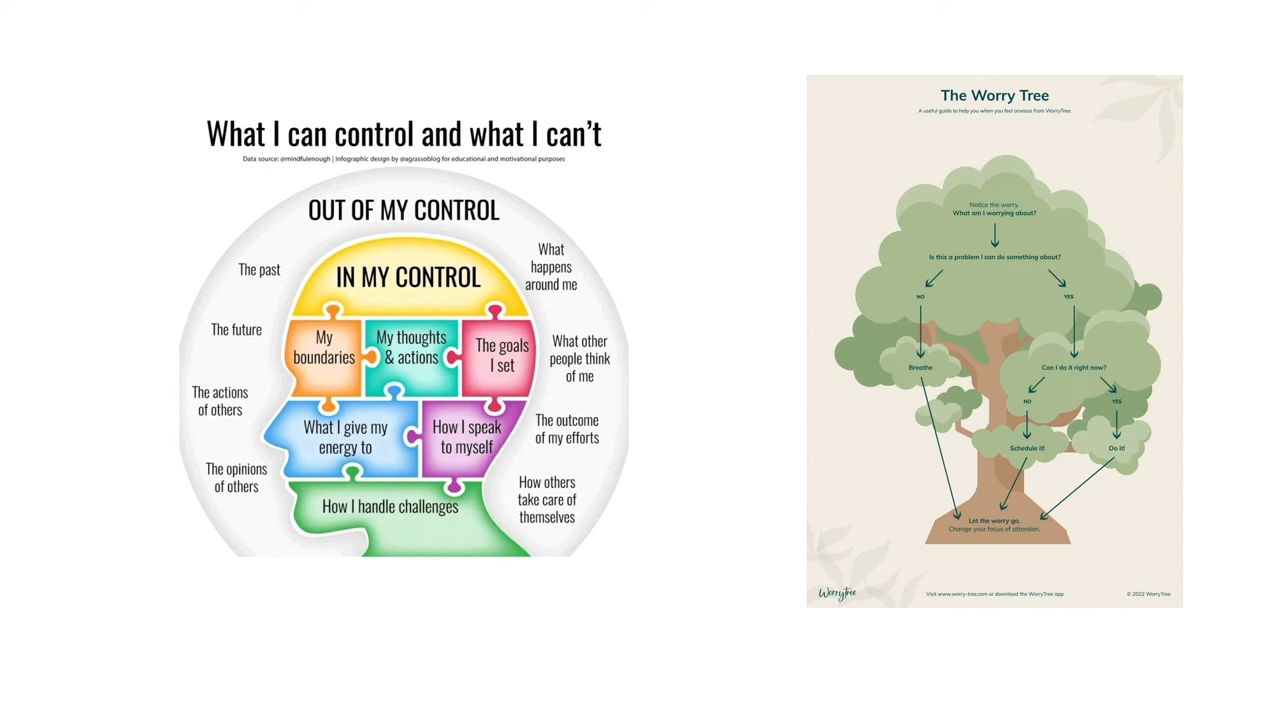 What I can control and what I can't
Data source: @mindfulenough | Infographic design by @agrassoblog for educational and motivational purposes
OUT OF MY CONTROL
The past
The future
The actions
of others
The opinions
of others
What
happens
around me
What other
people think
of me
The outcome
of my efforts
How others
take care of
themselves
IN MY CONTROL
My
boundaries
My thoughts
& actions
The goals
I set
What I give my
energy to
How I speak
to myself
How I handle challenges
The Worry Tree
A useful guide to help you when you feel anxious from WorryTree.
Notice the worry.
What am I worrying about?
Is this a problem I can do something about?
NO
YES
Breathe
Can I do it right now?
NO
YES
Schedule it!
Do it!
Let the worry go.
Change your focus of attention.
WorryTree
Visit www.worry-tree.com or download the WorryTree app
© 2022 WorryTree